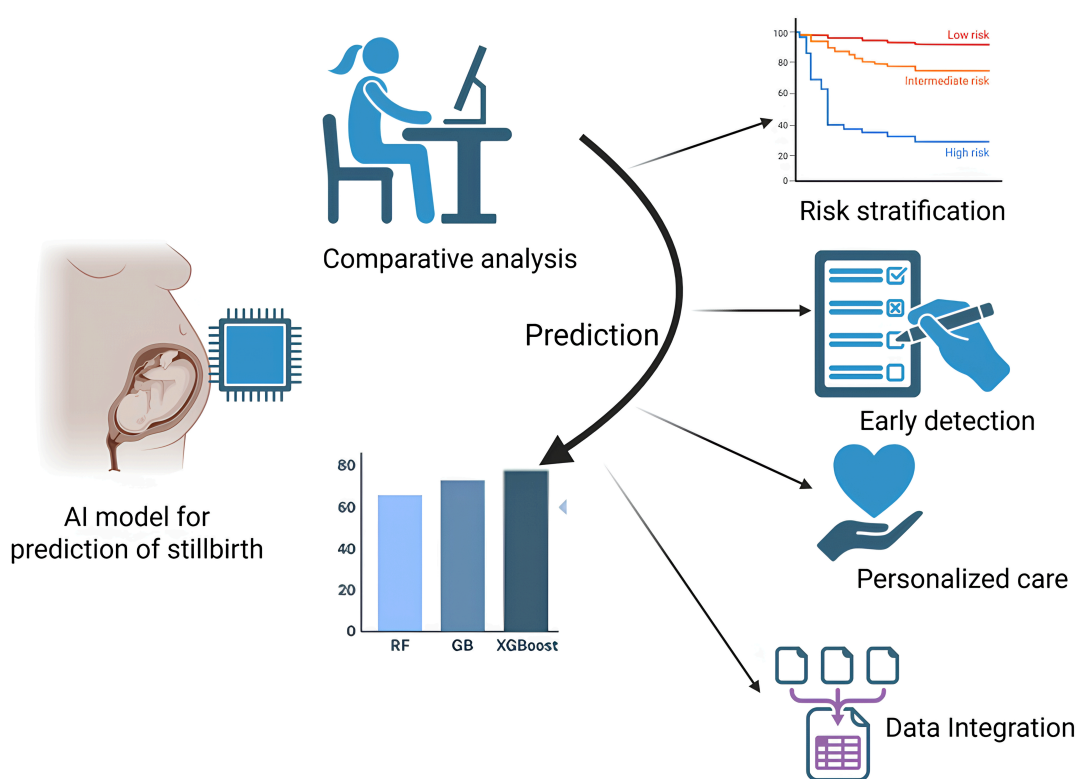 Comparative analysis
AI model for
prediction of stillbirth
Prediction
80
60
40
20
0
RF GB XGBoost
100
80
60
40
20
0
Low risk
Intermediate risk
High risk
Risk stratification
Early detection
Personalized care
Data Integration